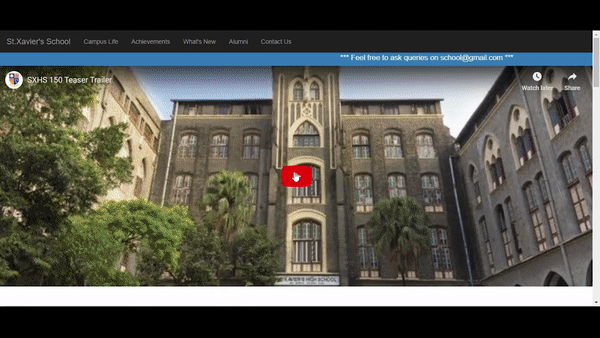 St.Xavier's School Campus Life Achievements What's New Alumni Contact Us
*** Feel free to ask queries on school@gmail.com ***
SXHS 150 Teaser Trailer
Watch later Share
XAVIER'S HIGH SCHOOL